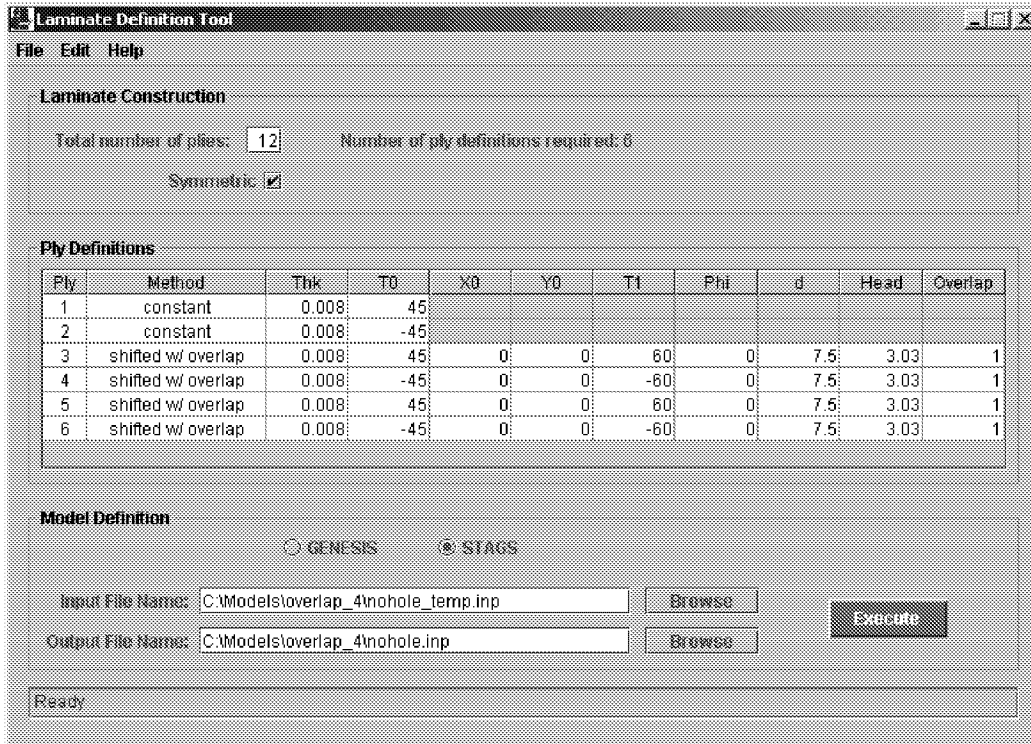 Laminate Definition Tool
File Edit Help
Laminate Construction
Total number of plies: 12 Number of ply definitions required: 6
Symmetric
Ply Definitions
Ply Method Thk T0 X0 Y0 T1 Phi d Head Overlap
1 constant 0.008 45
2 constant 0.008 -45
3 shifted w/ overlap 0.008 45 0 0 60 0 7.5 3.03 1
4 shifted w/ overlap 0.008 -45 0 0 -60 0 7.5 3.03 1
5 shifted w/ overlap 0.008 45 0 0 60 0 7.5 3.03 1
6 shifted w/ overlap 0.008 -45 0 0 -60 0 7.5 3.03 1
Model Definition
GENESIS STAGS
Input File Name: C:\Models\overlap_4\nohole_temp.inp Browse
Execute
Output File Name: C:\Models\overlap_4\nohole.inp Browse
Ready